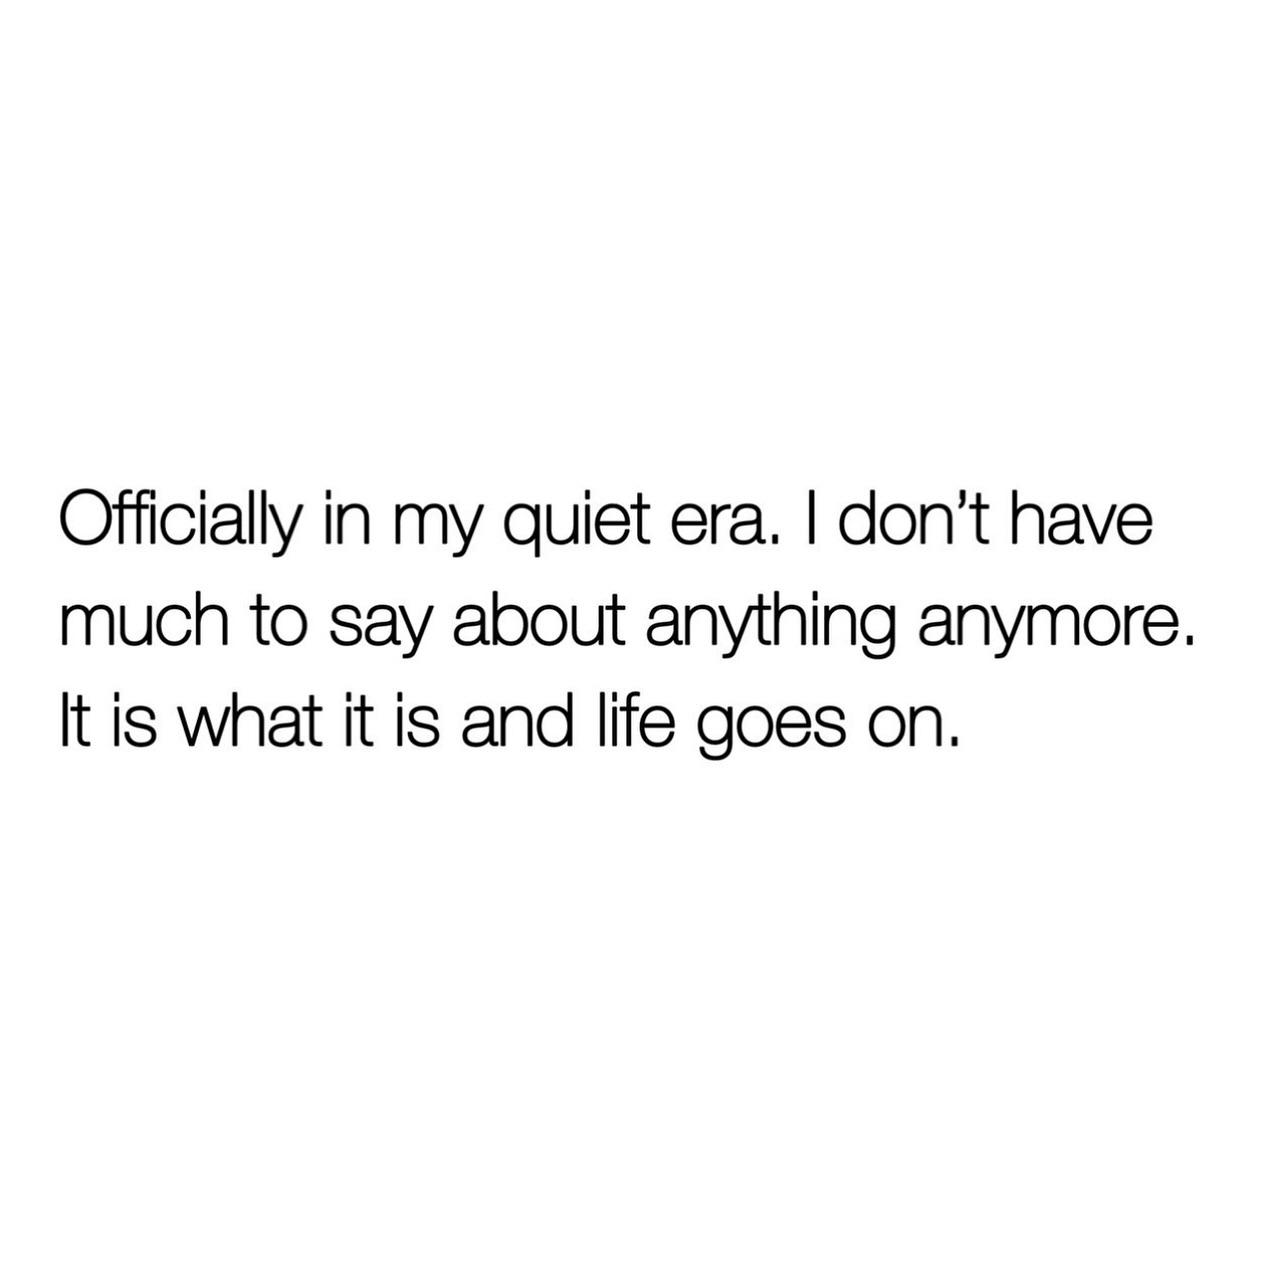 Officially in my quiet era. I don’t have
much to say about anything anymore.
It is what it is and life goes on.